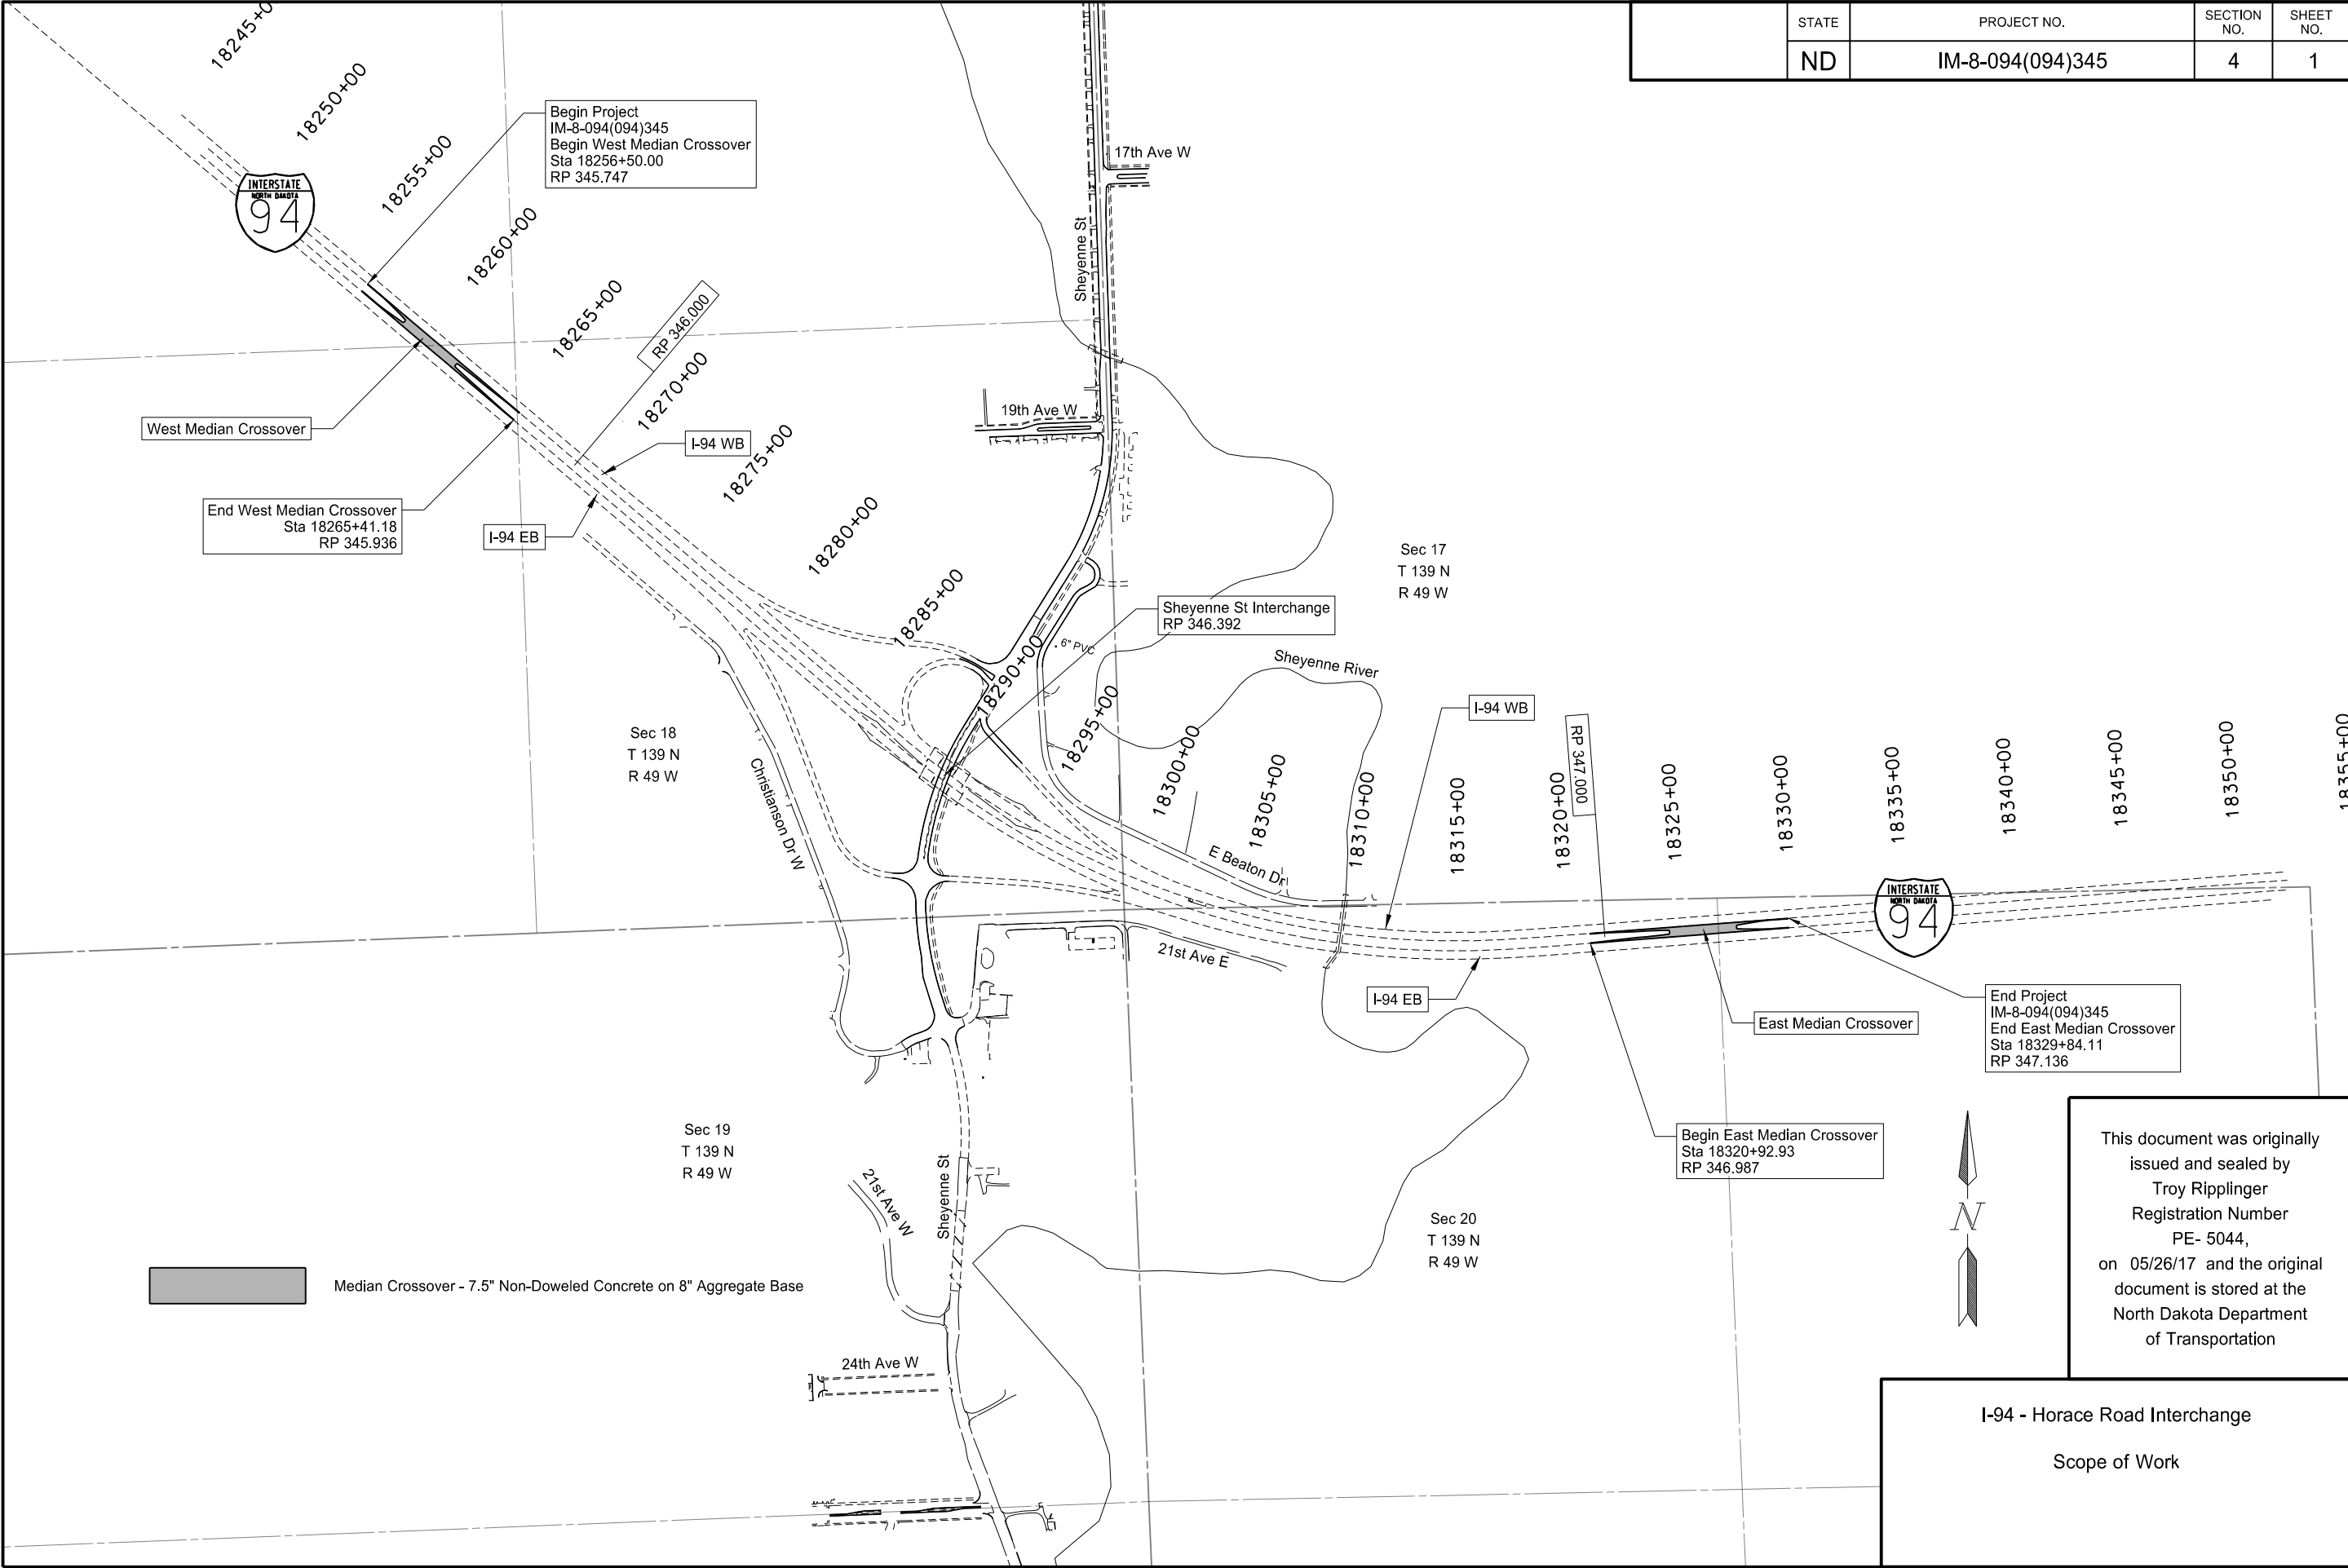 STATE
PROJECT NO.
SECTION NO.
SHEET NO.
ND
IM-8-094(094)345
4
1
18250+00
18255+00
18260+00
18265+00
18270+00
18275+00
18280+00
18285+00
18290+00
18295+00
18300+00
18305+00
18310+00
18315+00
18320+00
18325+00
18330+00
18335+00
18340+00
18345+00
18350+00
18355+00
INTERSTATE
NORTH DAKOTA
94
Begin Project
IM-8-094(094)345
Begin West Median Crossover
Sta 18256+50.00
RP 345.747
17th Ave W
Sheyenne St
RP 346.000
West Median Crossover
19th Ave W
I-94 WB
End West Median Crossover
Sta 18265+41.18
RP 345.936
I-94 EB
Sec 17
T 139 N
R 49 W
Sheyenne St Interchange
RP 346.392
6" PVC
Sheyenne River
I-94 WB
RP 347.000
Sec 18
T 139 N
R 49 W
Christianson Dr W
E Beaton Dr
21st Ave E
INTERSTATE
NORTH DAKOTA
94
I-94 EB
East Median Crossover
End Project
IM-8-094(094)345
End East Median Crossover
Sta 18329+84.11
RP 347.136
Begin East Median Crossover
Sta 18320+92.93
RP 346.987
Sec 19
T 139 N
R 49 W
21st Ave W
Sheyenne St
Sec 20
T 139 N
R 49 W
N
Median Crossover - 7.5" Non-Doweled Concrete on 8" Aggregate Base
24th Ave W
This document was originally
issued and sealed by
Troy Ripplinger
Registration Number
PE- 5044,
on 05/26/17 and the original
document is stored at the
North Dakota Department
of Transportation
I-94 - Horace Road Interchange
Scope of Work